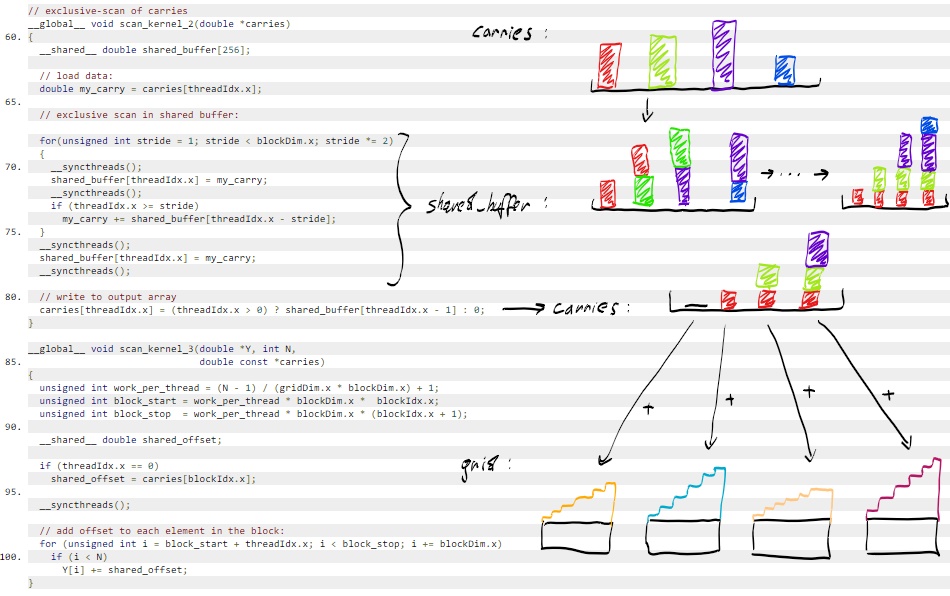 // exclusive-scan of carries
__global__ void scan_kernel_2(double *carries)
60. {
__shared__ double shared_buffer[256];
// load data:
double my_carry = carries[threadIdx.x];
65.
// exclusive scan in shared buffer:
for(unsigned int stride = 1; stride < blockDim.x; stride *= 2)
{
70. __syncthreads();
shared_buffer[threadIdx.x] = my_carry;
__syncthreads();
if (threadIdx.x >= stride)
my_carry += shared_buffer[threadIdx.x - stride];
75. }
__syncthreads();
shared_buffer[threadIdx.x] = my_carry;
__syncthreads();
80. // write to output array
carries[threadIdx.x] = (threadIdx.x > 0) ? shared_buffer[threadIdx.x - 1] : 0;
}
__global__ void scan_kernel_3(double *Y, int N,
85. double const *carries)
{
unsigned int work_per_thread = (N - 1) / (gridDim.x * blockDim.x) + 1;
unsigned int block_start = work_per_thread * blockDim.x * blockIdx.x;
unsigned int block_stop = work_per_thread * blockDim.x * (blockIdx.x + 1);
90.
__shared__ double shared_offset;
if (threadIdx.x == 0)
shared_offset = carries[blockIdx.x];
95.
__syncthreads();
// add offset to each element in the block:
for (unsigned int i = block_start + threadIdx.x; i < block_stop; i += blockDim.x)
100. if (i < N)
Y[i] += shared_offset;
}
carries :
shared_buffer :
...
carries :
+ + + +
grid :